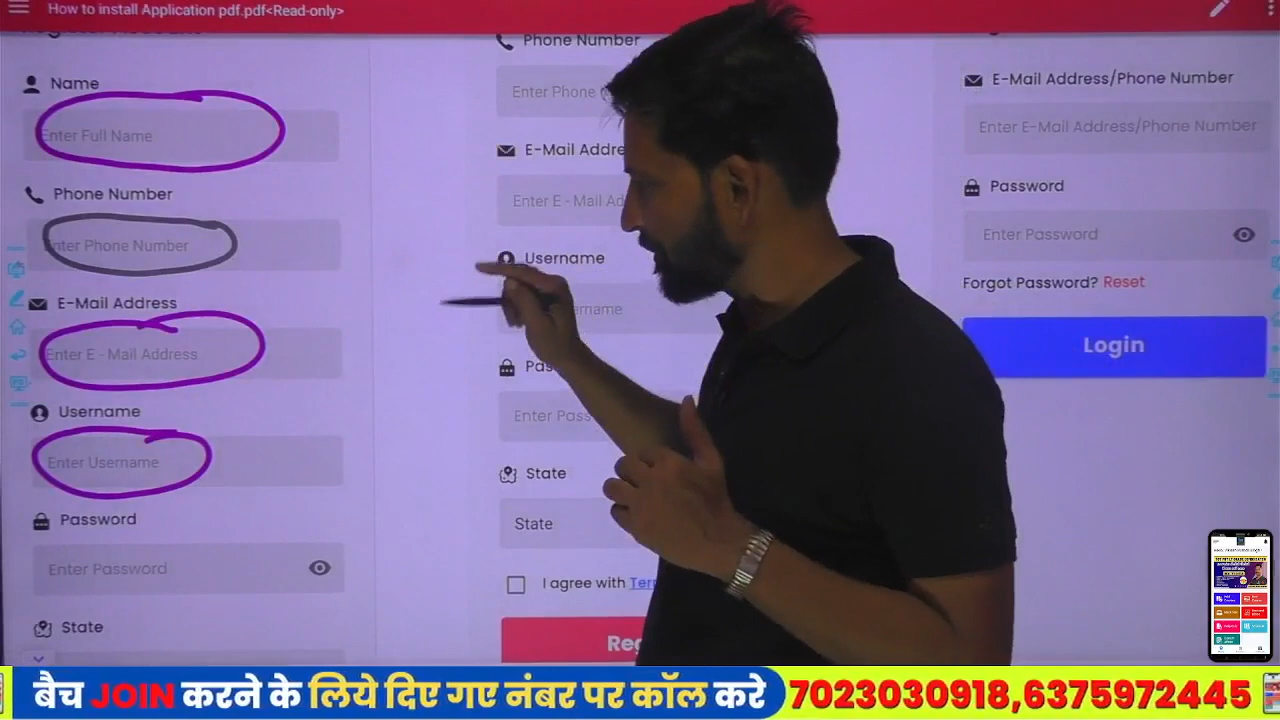 How to install Application pdf.pdf<Read-only>
Name
Enter Full Name
Phone Number
Enter Phone Number
E-Mail Address
Enter E - Mail Address
Username
Enter Username
Password
Enter Password
State
Phone Number
Enter Phone
E-Mail Addre
Enter E - Mail Ad
Username
ername
Pas
Enter Pass
State
State
I agree with Term
Reg
E-Mail Address/Phone Number
Enter E-Mail Address/Phone Number
Password
Enter Password
Forgot Password? Reset
Login
बैच JOIN करने के लिये दिए गए नंबर पर कॉल करे
7023030918,6375972445